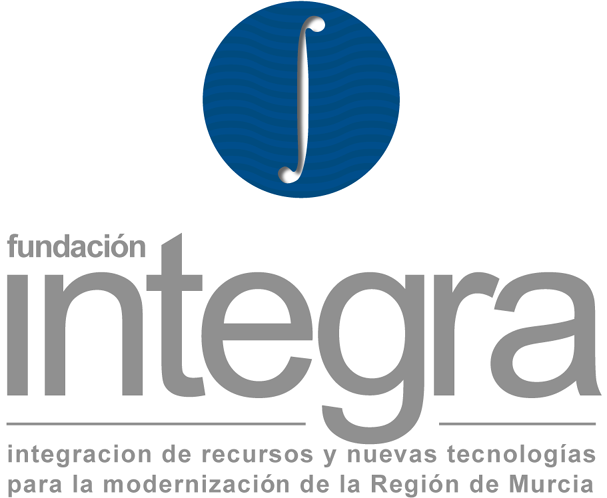 ∫
fundación
integra
integracion de recursos y nuevas tecnologías
para la modernización de la Región de Murcia